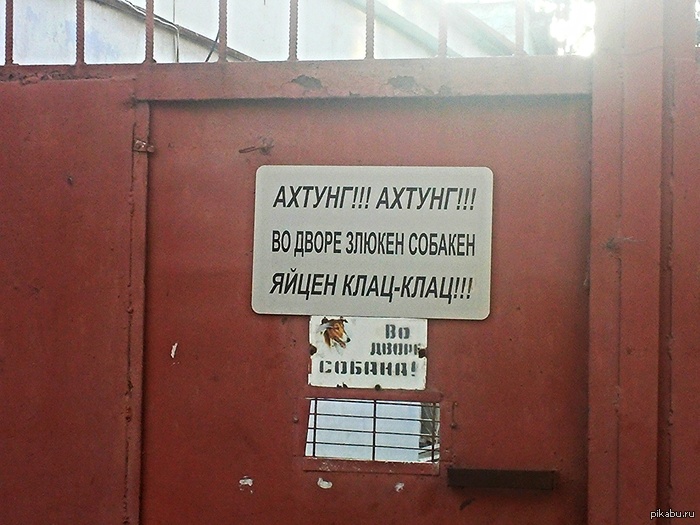 АХТУНГ!!! АХТУНГ!!!
ВО ДВОРЕ ЗЛЮКЕН СОБАКЕН
ЯЙЦЕН КЛАЦ-КЛАЦ!!!
ВО
ДВОРЕ
СОБАКА!
pikabu.ru